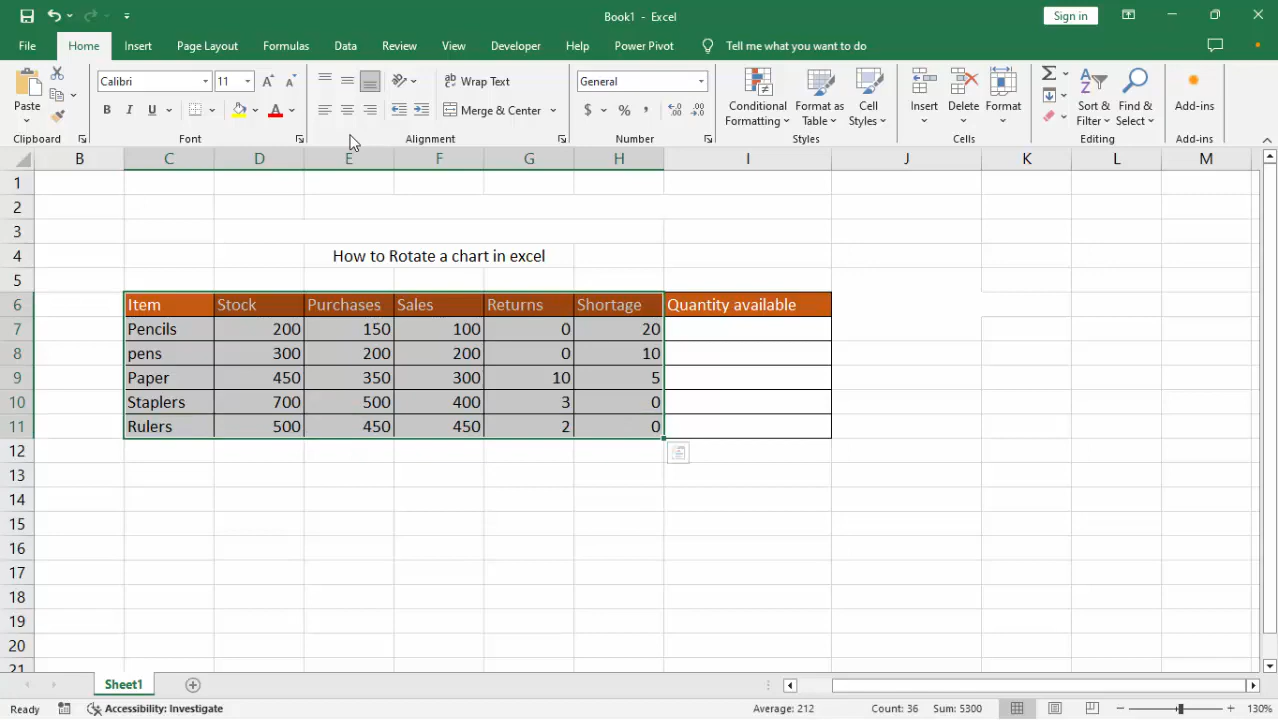 Book1 - Excel
Sign in
File Home Insert Page Layout Formulas Data Review View Developer Help Power Pivot Tell me what you want to do
Calibri 11 Wrap Text General
Paste B I U Merge & Center $ % , Conditional Formatting Format as Table Cell Styles Insert Delete Format Sort & Filter Find & Select Add-ins
Clipboard Font Alignment Number Styles Cells Editing Add-ins
B C D E F G H I J K L M
1
2
3
4 How to Rotate a chart in excel
5
6 Item Stock Purchases Sales Returns Shortage Quantity available
7 Pencils 200 150 100 0 20
8 pens 300 200 200 0 10
9 Paper 450 350 300 10 5
10 Staplers 700 500 400 3 0
11 Rulers 500 450 450 2 0
12
13
14
15
16
17
18
19
20
21
Sheet1
Ready Accessibility: Investigate Average: 212 Count: 36 Sum: 5300 130%